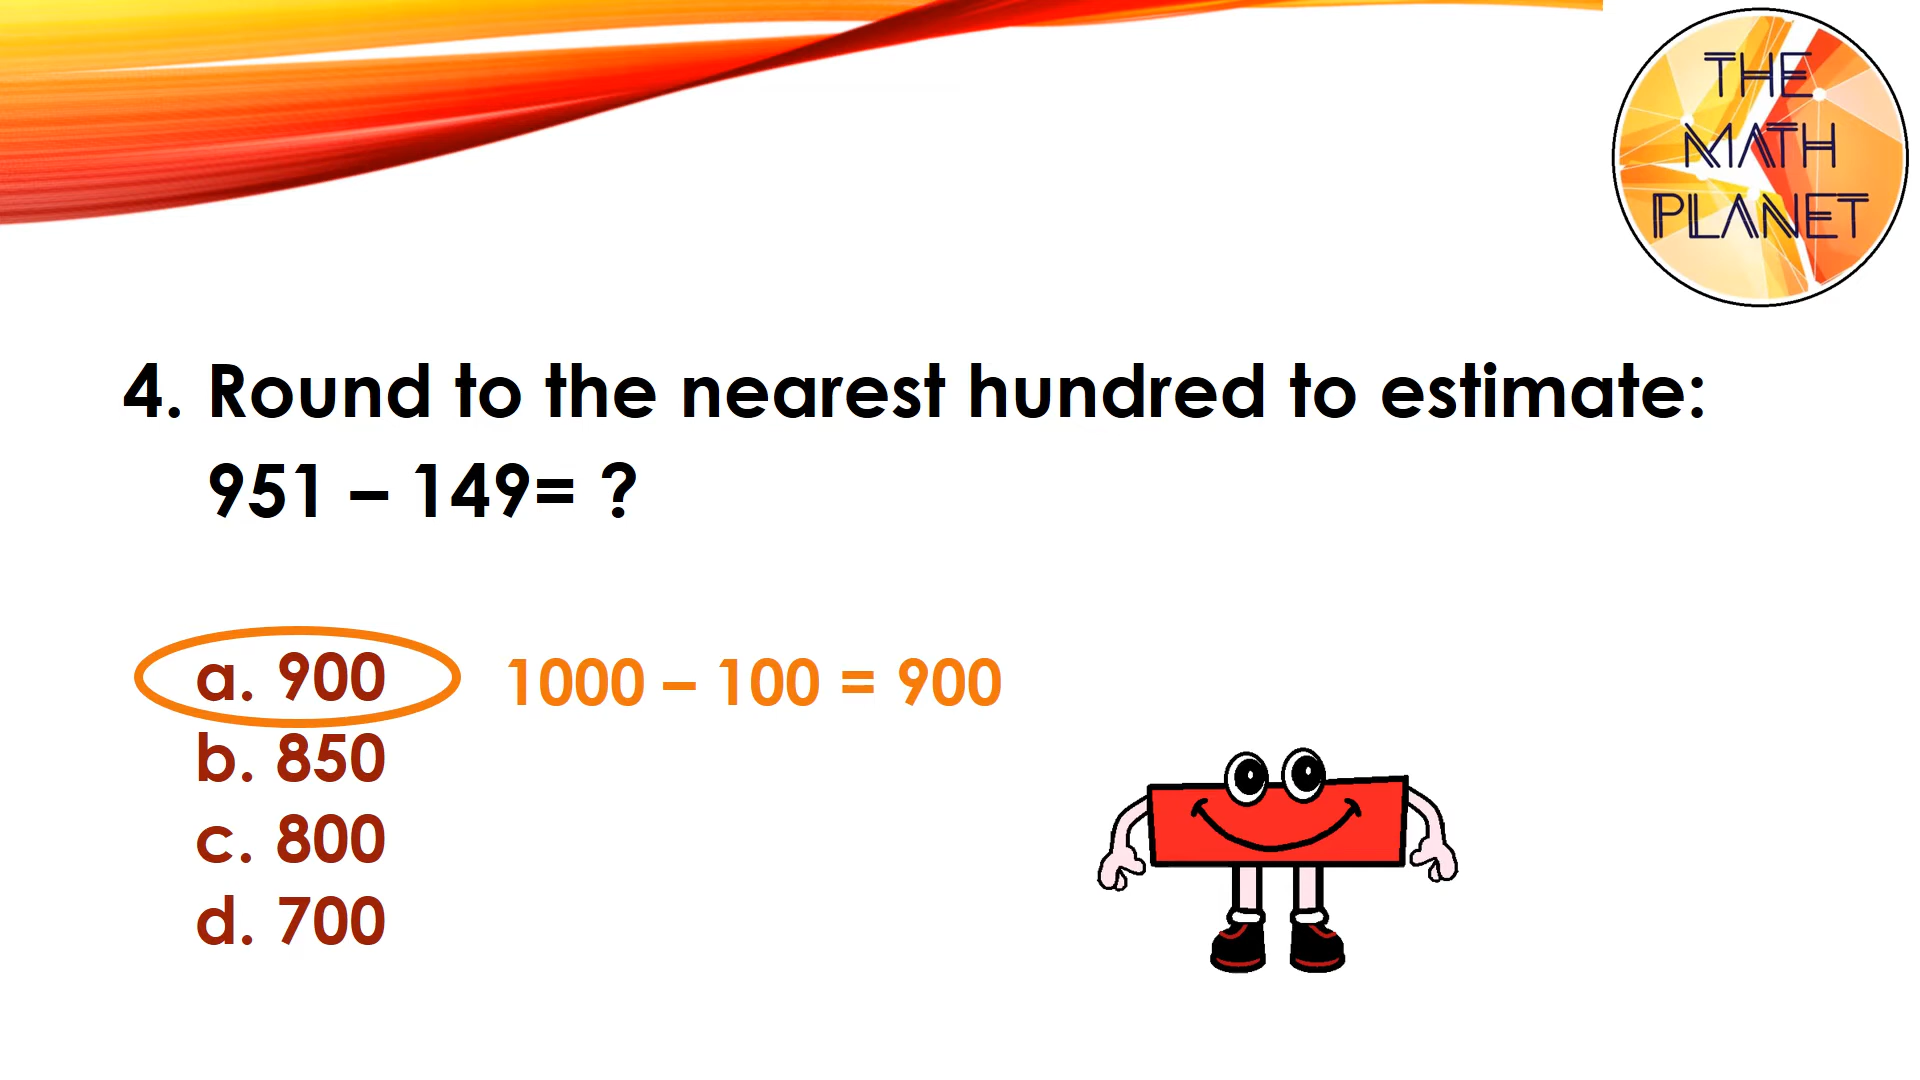 THE
MATH
PLANET
4. Round to the nearest hundred to estimate:
951 – 149= ?
a. 900
1000 – 100 = 900
b. 850
c. 800
d. 700